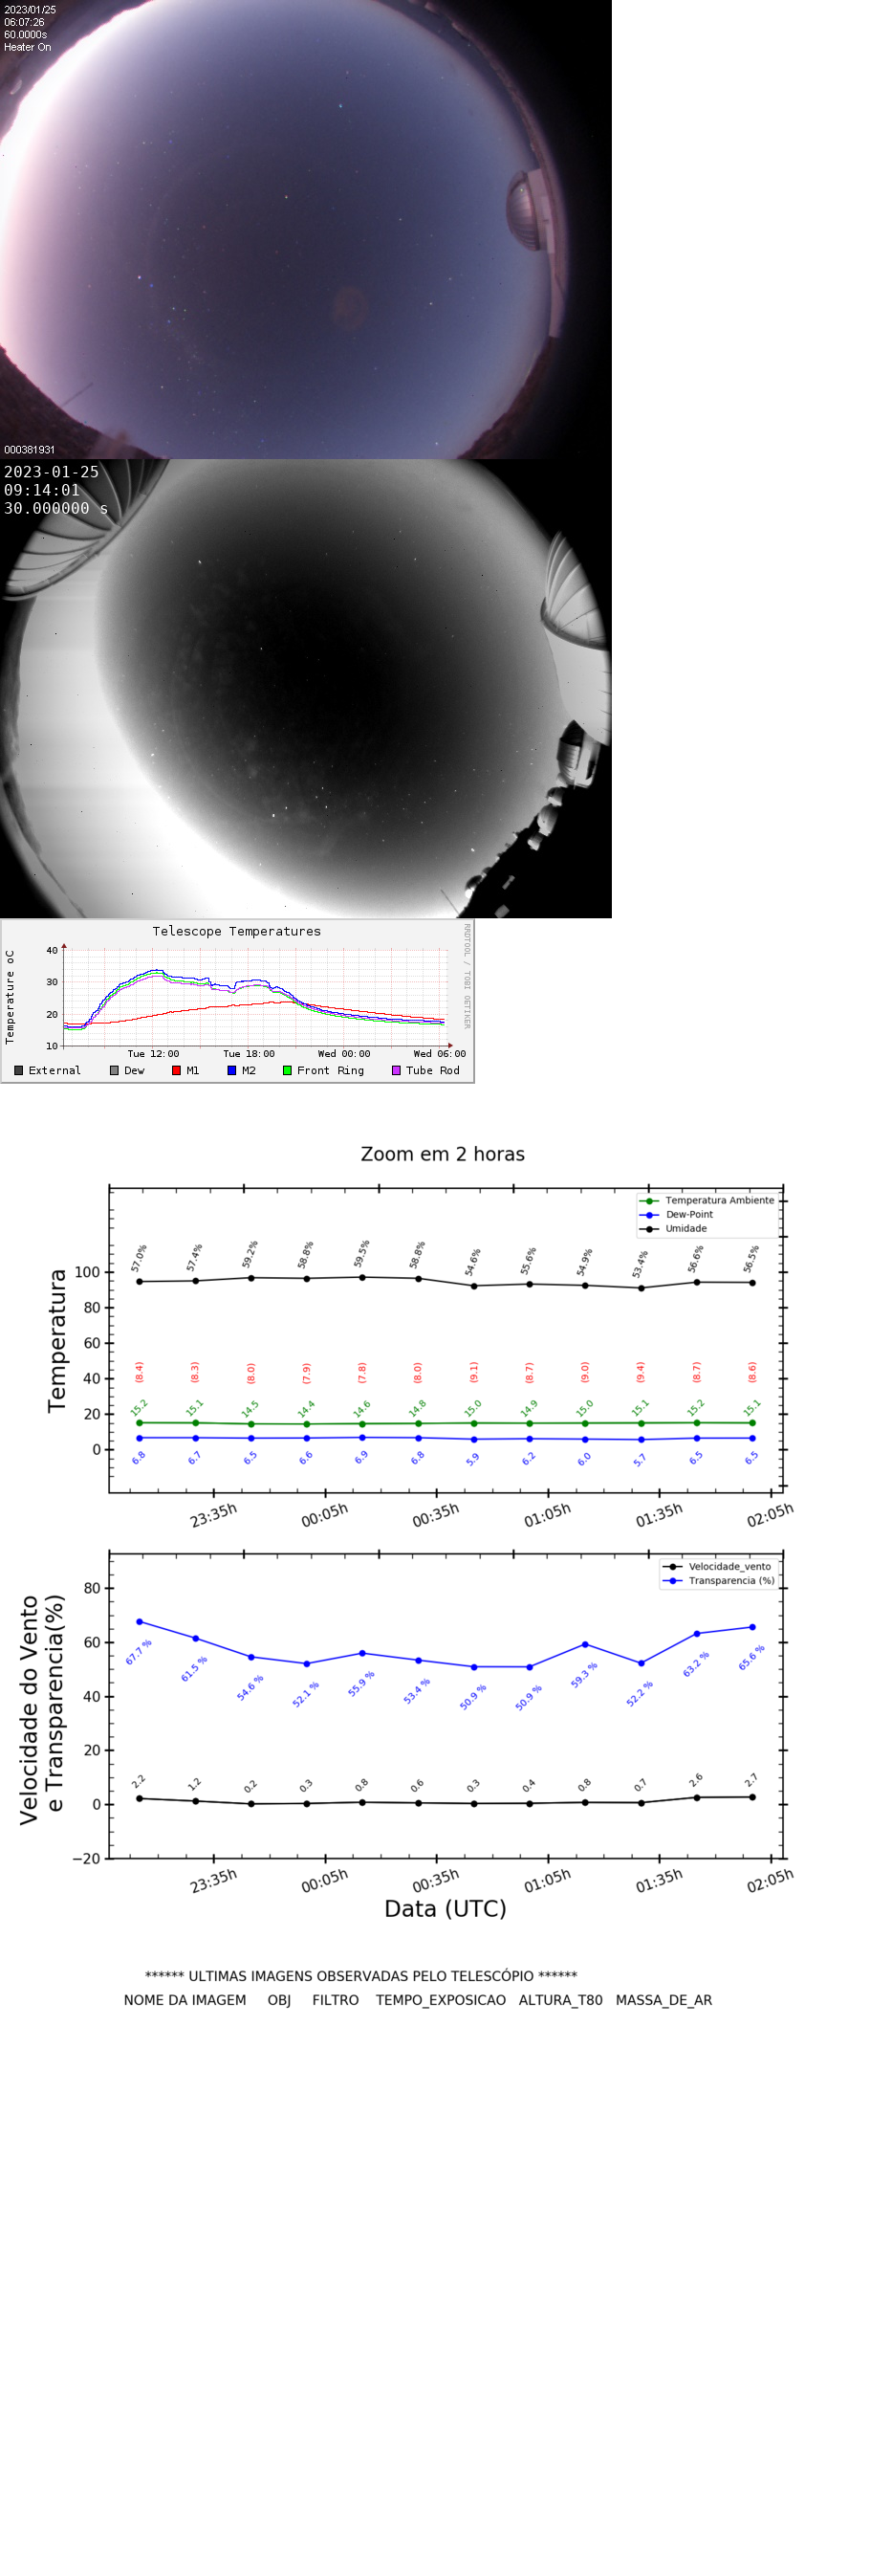 2023/01/25
06:07:26
60.0000s
Heater On
000381931
2023-01-25
09:14:01
30.000000 s
Telescope Temperatures
RRDTOOL / TOBI OETIKER
Temperature oC
40
30
20
10
Tue 12:00 Tue 18:00 Wed 00:00 Wed 06:00
External Dew M1 M2 Front Ring Tube Rod
Zoom em 2 horas
Temperatura Ambiente
Dew-Point
Umidade
Temperatura
100
80
60
40
20
0
57.0% 57.4% 59.2% 58.8% 59.5% 58.8% 54.6% 55.6% 54.9% 53.4% 56.6% 56.5%
(8.4) (8.3) (8.0) (7.9) (7.8) (8.0) (9.1) (8.7) (9.0) (9.4) (8.7) (8.6)
15.2 15.1 14.5 14.4 14.6 14.8 15.0 14.9 15.0 15.1 15.2 15.1
6.8 6.7 6.5 6.6 6.9 6.8 5.9 6.2 6.0 5.7 6.5 6.5
23:35h 00:05h 00:35h 01:05h 01:35h 02:05h
Velocidade_vento
Transparencia (%)
Velocidade do Vento
e Transparencia(%)
80
60
40
20
0
−20
67.7 % 61.5 % 54.6 % 52.1 % 55.9 % 53.4 % 50.9 % 50.9 % 59.3 % 52.2 % 63.2 % 65.6 %
2.2 1.2 0.2 0.3 0.8 0.6 0.3 0.4 0.8 0.7 2.6 2.7
23:35h 00:05h 00:35h 01:05h 01:35h 02:05h
Data (UTC)
****** ULTIMAS IMAGENS OBSERVADAS PELO TELESCÓPIO ******
NOME DA IMAGEM OBJ FILTRO TEMPO_EXPOSICAO ALTURA_T80 MASSA_DE_AR